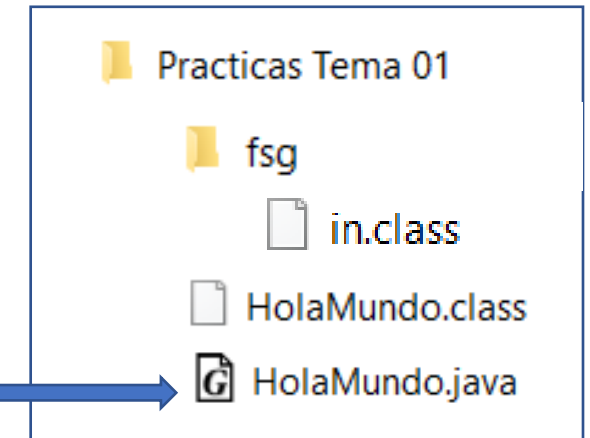 Practicas Tema 01
fsg
in.class
HolaMundo.class
G HolaMundo.java